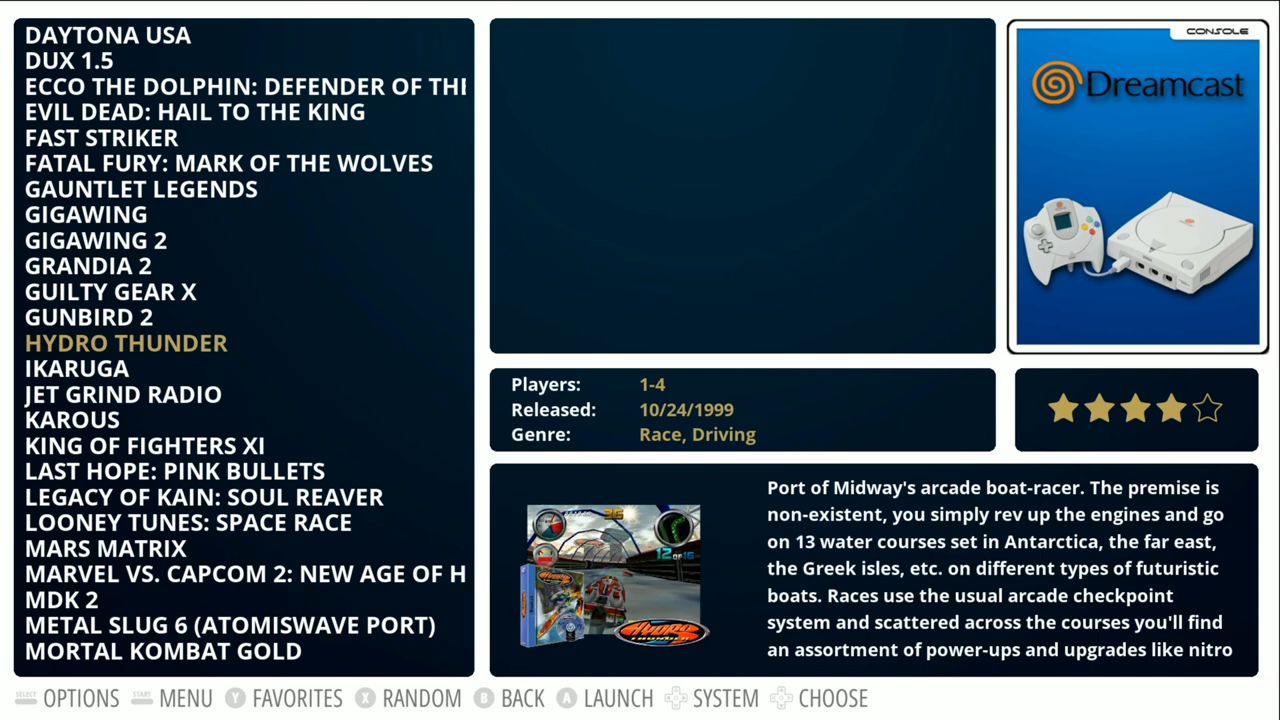 DAYTONA USA
DUX 1.5
ECCO THE DOLPHIN: DEFENDER OF THE
EVIL DEAD: HAIL TO THE KING
FAST STRIKER
FATAL FURY: MARK OF THE WOLVES
GAUNTLET LEGENDS
GIGAWING
GIGAWING 2
GRANDIA 2
GUILTY GEAR X
GUNBIRD 2
HYDRO THUNDER
IKARUGA
JET GRIND RADIO
KAROUS
KING OF FIGHTERS XI
LAST HOPE: PINK BULLETS
LEGACY OF KAIN: SOUL REAVER
LOONEY TUNES: SPACE RACE
MARS MATRIX
MARVEL VS. CAPCOM 2: NEW AGE OF H
MDK 2
METAL SLUG 6 (ATOMISWAVE PORT)
MORTAL KOMBAT GOLD
CONSOLE
Dreamcast
Players: 1-4
Released: 10/24/1999
Genre: Race, Driving
12 OF 16
HYDRO
THUNDER
Port of Midway's arcade boat-racer. The premise is
non-existent, you simply rev up the engines and go
on 13 water courses set in Antarctica, the far east,
the Greek isles, etc. on different types of futuristic
boats. Races use the usual arcade checkpoint
system and scattered across the courses you'll find
an assortment of power-ups and upgrades like nitro
SELECT OPTIONS START MENU Y FAVORITES X RANDOM B BACK A LAUNCH SYSTEM CHOOSE